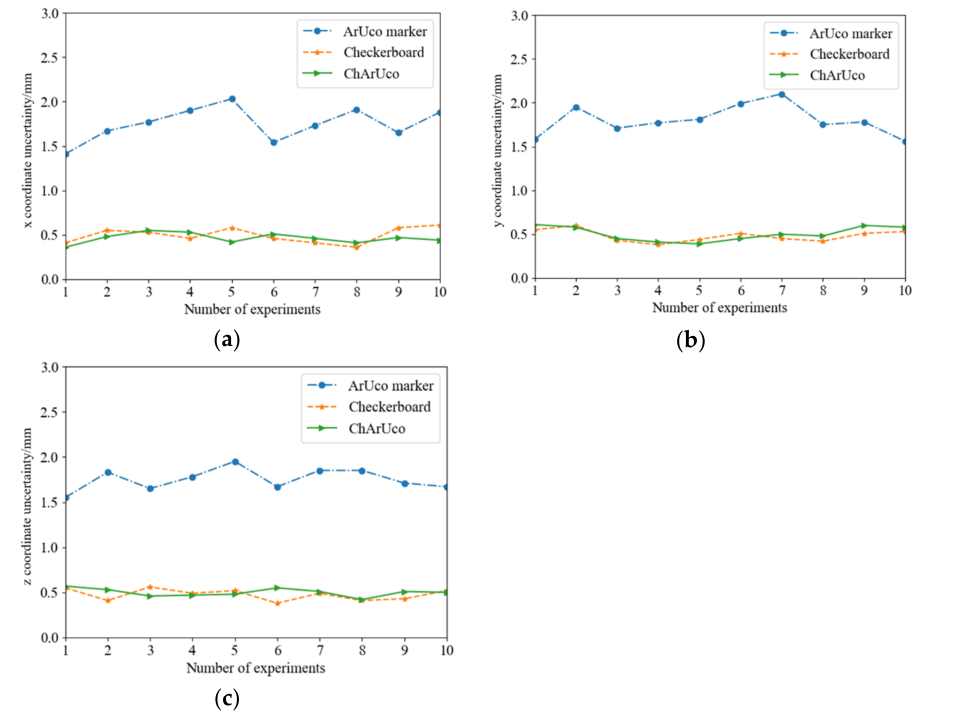 3.0
2.5
2.0
1.5
1.0
0.5
0.0
x coordinate uncertainty/mm
ArUco marker
Checkerboard
ChArUco
1 2 3 4 5 6 7 8 9 10
Number of experiments
(a)
3.0
2.5
2.0
1.5
1.0
0.5
0.0
y coordinate uncertainty/mm
ArUco marker
Checkerboard
ChArUco
1 2 3 4 5 6 7 8 9 10
Number of experiments
(b)
3.0
2.5
2.0
1.5
1.0
0.5
0.0
z coordinate uncertainty/mm
ArUco marker
Checkerboard
ChArUco
1 2 3 4 5 6 7 8 9 10
Number of experiments
(c)